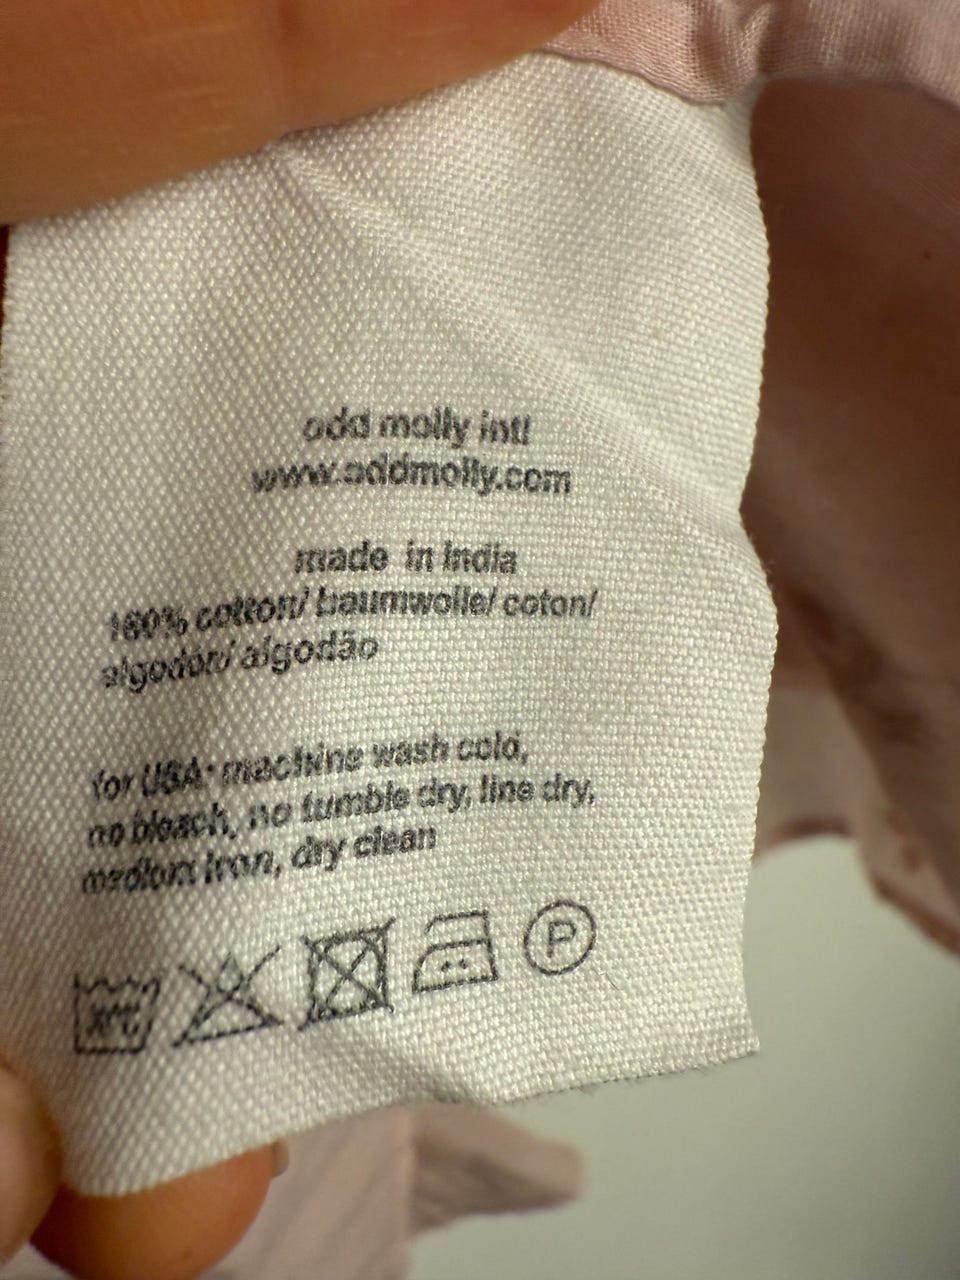 odd molly intl
www.oddmolly.com
made in india
100% cotton/ baumwolle/ coton/
algodón/ algodão
for USA: machine wash cold,
no bleach, no tumble dry, line dry,
medium iron, dry clean
P